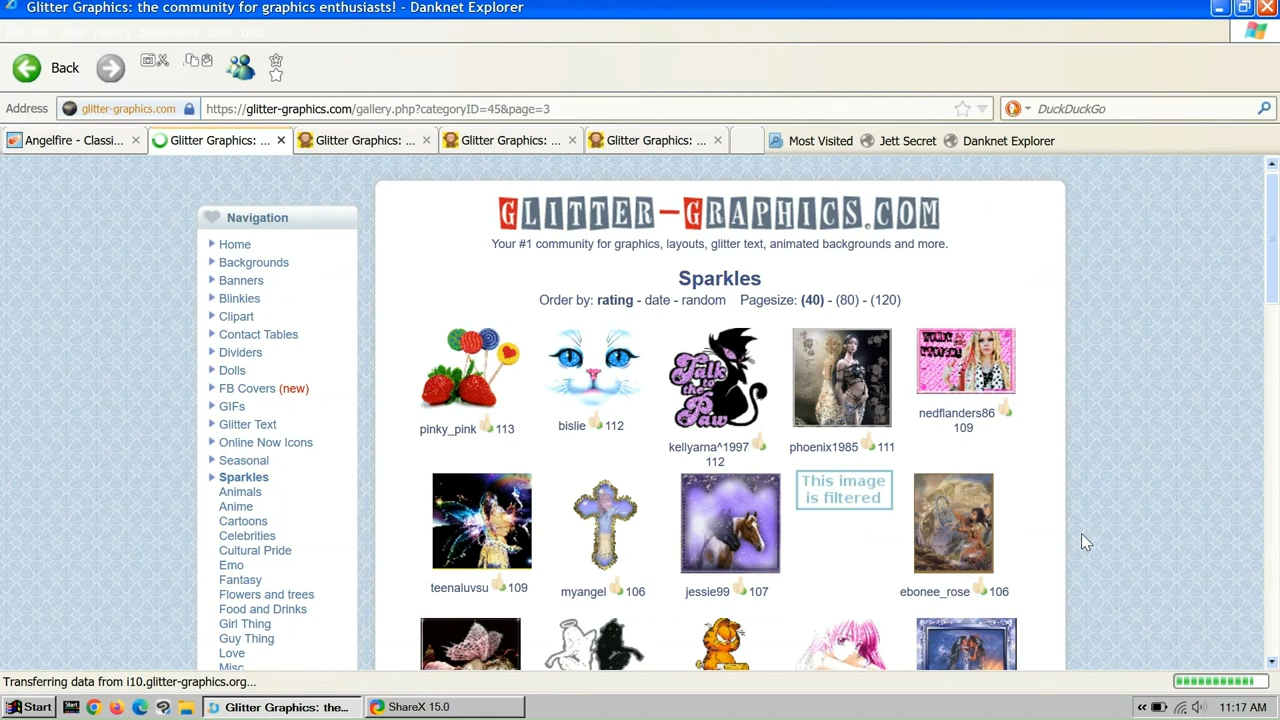 Glitter Graphics: the community for graphics enthusiasts! - Danknet Explorer
Back
Address glitter-graphics.com https://glitter-graphics.com/gallery.php?categoryID=45&page=3 DuckDuckGo
Angelfire - Classi... Glitter Graphics: ... Glitter Graphics: ... Glitter Graphics: ... Glitter Graphics: ... Most Visited Jett Secret Danknet Explorer
GLITTER-GRAPHICS.COM
Your #1 community for graphics, layouts, glitter text, animated backgrounds and more.
Sparkles
Order by: rating - date - random Pagesize: (40) - (80) - (120)
Navigation
Home
Backgrounds
Banners
Blinkies
Clipart
Contact Tables
Dividers
Dolls
FB Covers (new)
GIFs
Glitter Text
Online Now Icons
Seasonal
Sparkles
Animals
Anime
Cartoons
Celebrities
Cultural Pride
Emo
Fantasy
Flowers and trees
Food and Drinks
Girl Thing
Guy Thing
Love
Misc
Talk
to
the
Paw
pinky_pink 113
bislie 112
kellyarna^1997
112
phoenix1985 111
nedflanders86
109
This image
is filtered
teenaluvsu 109
myangel 106
jessie99 107
ebonee_rose 106
Transferring data from i10.glitter-graphics.org...
Start Start Glitter Graphics: the... ShareX 15.0 11:17 AM